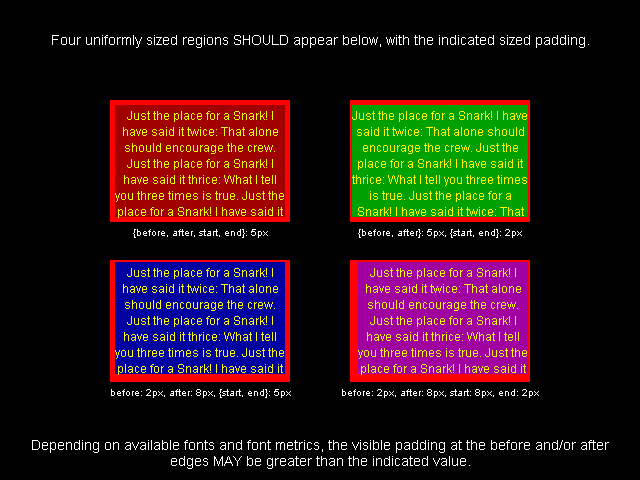 Four uniformly sized regions SHOULD appear below, with the indicated sized padding.
Just the place for a Snark! I
have said it twice: That alone
should encourage the crew.
Just the place for a Snark! I
have said it thrice: What I tell
you three times is true. Just the
place for a Snark! I have said it
{before, after, start, end}: 5px
Just the place for a Snark! I have
said it twice: That alone should
encourage the crew. Just the
place for a Snark! I have said it
thrice: What I tell you three times
is true. Just the place for a
Snark! I have said it twice: That
{before, after}: 5px, {start, end}: 2px
Just the place for a Snark! I
have said it twice: That alone
should encourage the crew.
Just the place for a Snark! I
have said it thrice: What I tell
you three times is true. Just the
place for a Snark! I have said it
before: 2px, after: 8px, {start, end}: 5px
Just the place for a Snark! I
have said it twice: That alone
should encourage the crew.
Just the place for a Snark! I
have said it thrice: What I tell
you three times is true. Just the
place for a Snark! I have said it
before: 2px, after: 8px, start: 8px, end: 2px
Depending on available fonts and font metrics, the visible padding at the before and/or after
edges MAY be greater than the indicated value.